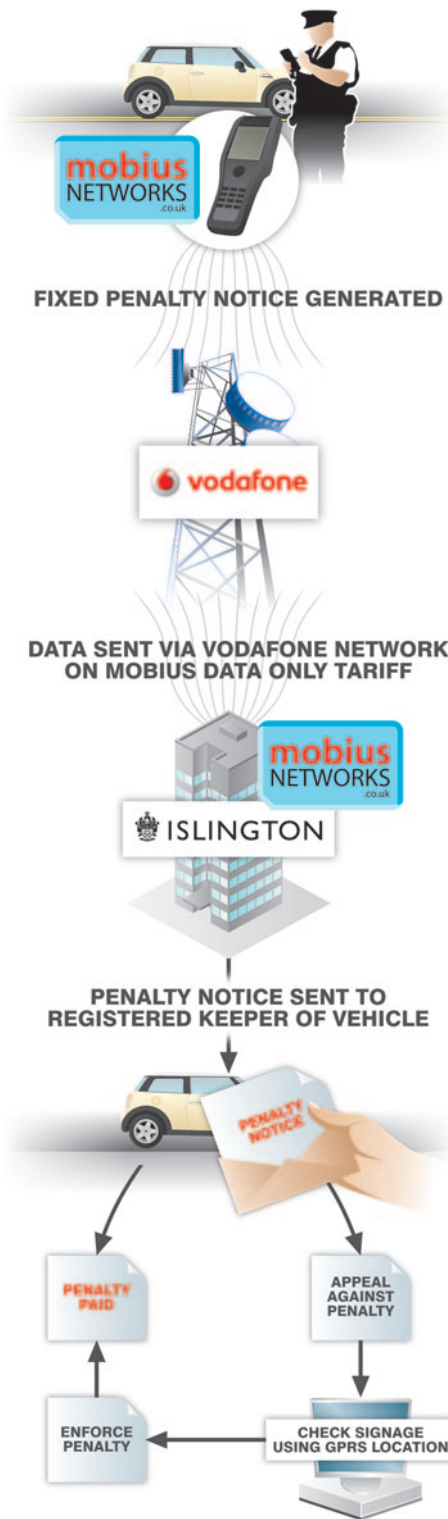 mobius
NETWORKS
.co.uk
FIXED PENALTY NOTICE GENERATED
vodafone
DATA SENT VIA VODAFONE NETWORK
ON MOBIUS DATA ONLY TARIFF
mobius
NETWORKS
.co.uk
ISLINGTON
PENALTY NOTICE SENT TO
REGISTERED KEEPER OF VEHICLE
PENALTY
NOTICE
PENALTY
PAID
APPEAL
AGAINST
PENALTY
ENFORCE
PENALTY
CHECK SIGNAGE
USING GPRS LOCATION